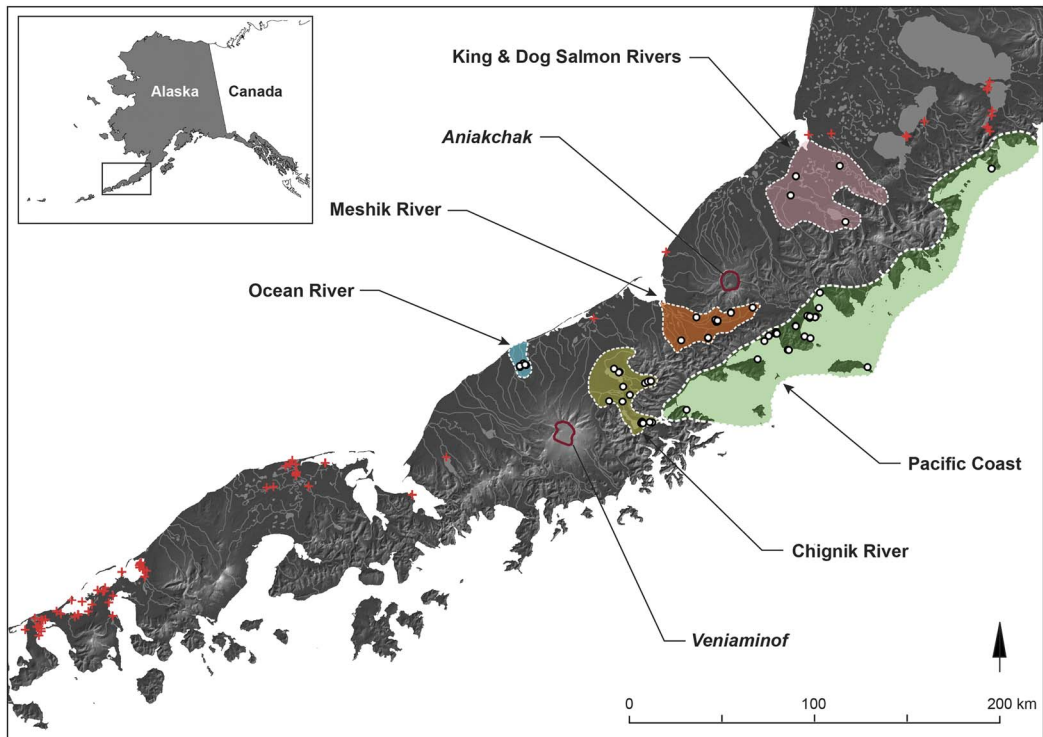 Alaska
Canada
King & Dog Salmon Rivers
Aniakchak
Meshik River
Ocean River
Pacific Coast
Chignik River
Veniaminof
0 100 200 km